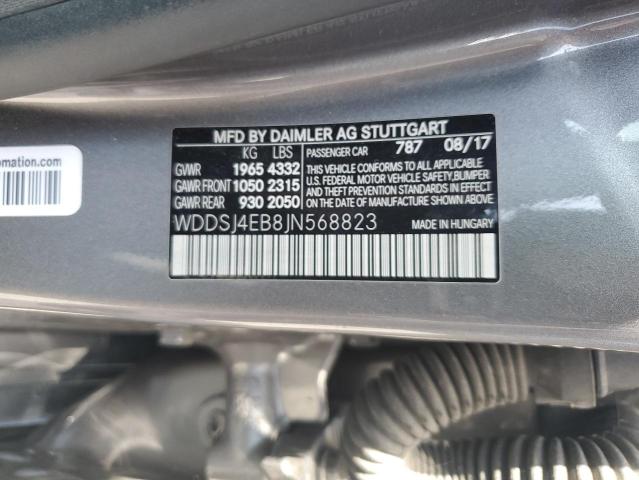 MFD BY DAIMLER AG STUTTGART
KG LBS PASSENGER CAR 787 08/17
GVWR 1965 4332
GAWR FRONT 1050 2315
GAWR REAR 930 2050
THIS VEHICLE CONFORMS TO ALL APPLICABLE
U.S. FEDERAL MOTOR VEHICLE SAFETY, BUMPER
AND THEFT PREVENTION STANDARDS IN EFFECT
ON THE DATE OF MANUFACTURE SHOWN ABOVE.
WDDSJ4EB8JN568823 MADE IN HUNGARY